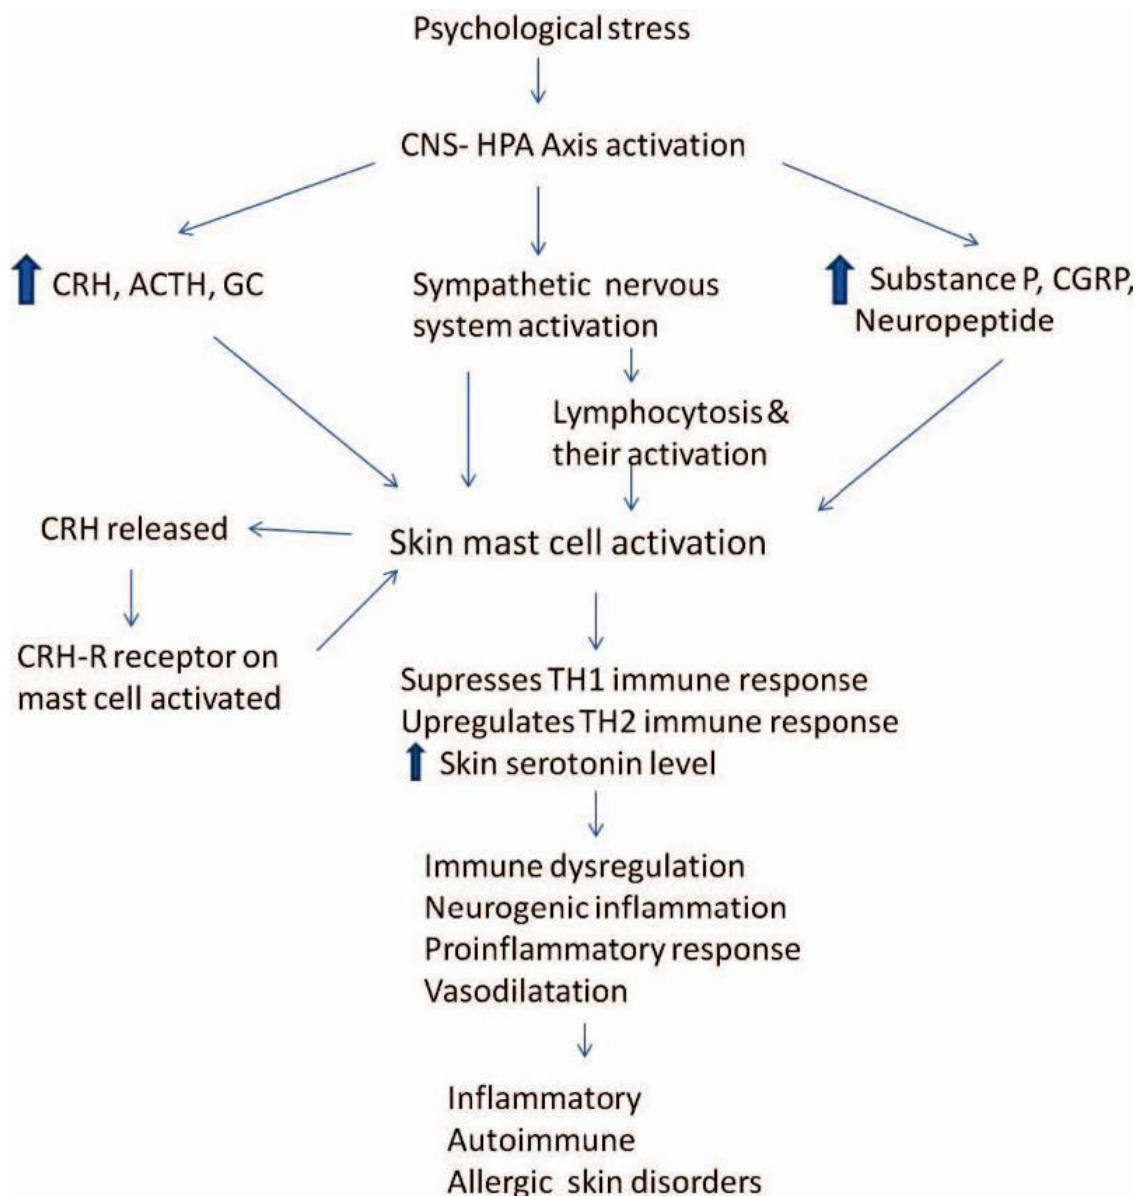 Psychological stress
CNS- HPA Axis activation
CRH, ACTH, GC
Sympathetic nervous
system activation
Substance P, CGRP,
Neuropeptide
Lymphocytosis &
their activation
CRH released
Skin mast cell activation
CRH-R receptor on
mast cell activated
Supresses TH1 immune response
Upregulates TH2 immune response
Skin serotonin level
Immune dysregulation
Neurogenic inflammation
Proinflammatory response
Vasodilatation
Inflammatory
Autoimmune
Allergic skin disorders